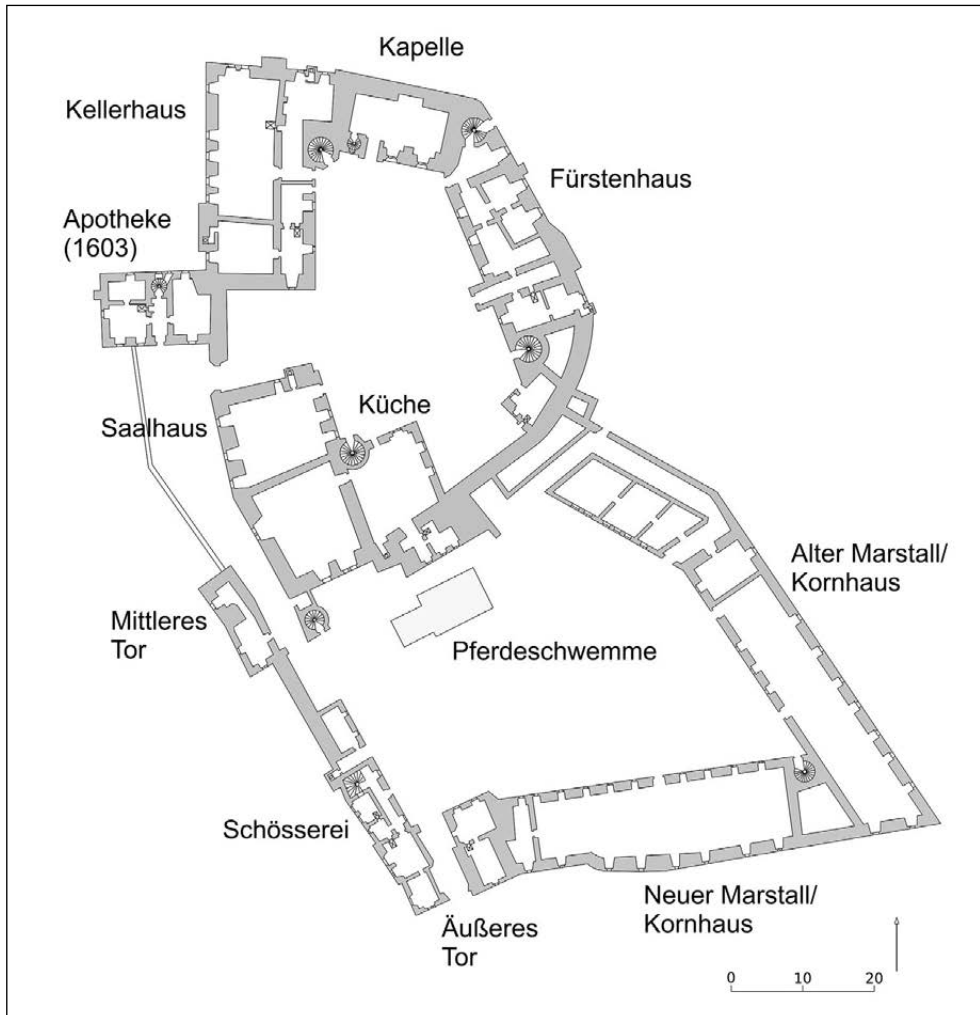 Kapelle
Kellerhaus
Fürstenhaus
Apotheke
(1603)
Küche
Saalhaus
Alter Marstall/
Kornhaus
Mittleres
Tor
Pferdeschwemme
Schösserei
Neuer Marstall/
Kornhaus
Äußeres
Tor
0 10 20